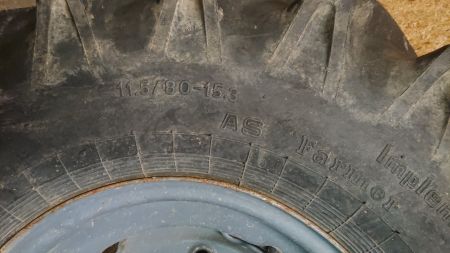 11.5/80-15.3
AS Farmer
Implem